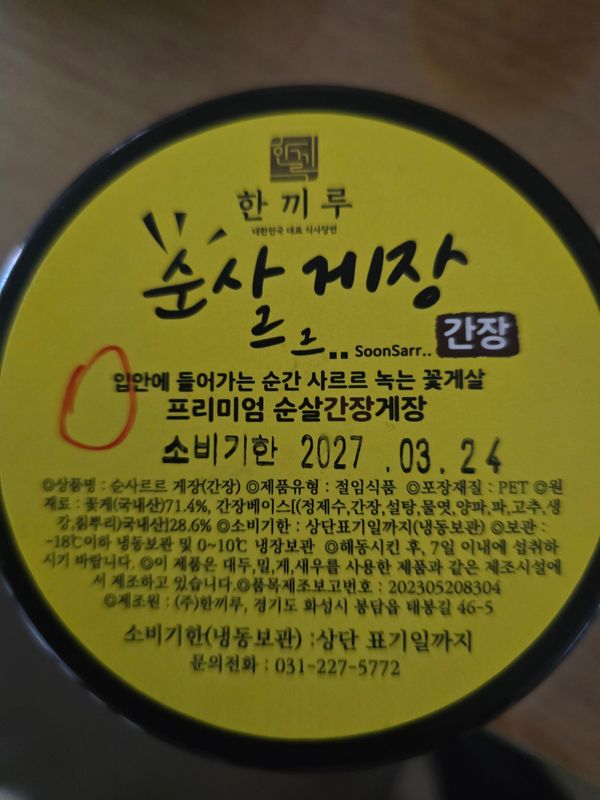 한끼루
한끼루
대한민국 대표 식사당번
순살 게장
르르..
SoonSarr.. 간장
입안에 들어가는 순간 사르르 녹는 꽃게살
프리미엄 순살간장게장
소비기한 2027 .03.24
◎상품명 : 순사르르 게장(간장) ◎제품유형 : 절임식품 ◎포장재질 : PET ◎원
재료 : 꽃게(국내산)71.4%, 간장베이스[(정제수,간장,설탕,물엿,양파,파,고추,생
강,칡뿌리)국내산]28.6% ◎소비기한 : 상단표기일까지(냉동보관) ◎보관 :
-18℃이하 냉동보관 및 0~10℃ 냉장보관 ◎해동시킨 후, 7일 이내에 섭취하
시기 바랍니다. ◎이 제품은 대두,밀,게,새우를 사용한 제품과 같은 제조시설에
서 제조하고 있습니다.◎품목제조보고번호 : 202305208304
◎제조원 : (주)한끼루, 경기도 화성시 봉담읍 태봉길 46-5
소비기한(냉동보관) :상단 표기일까지
문의전화 : 031-227-5772